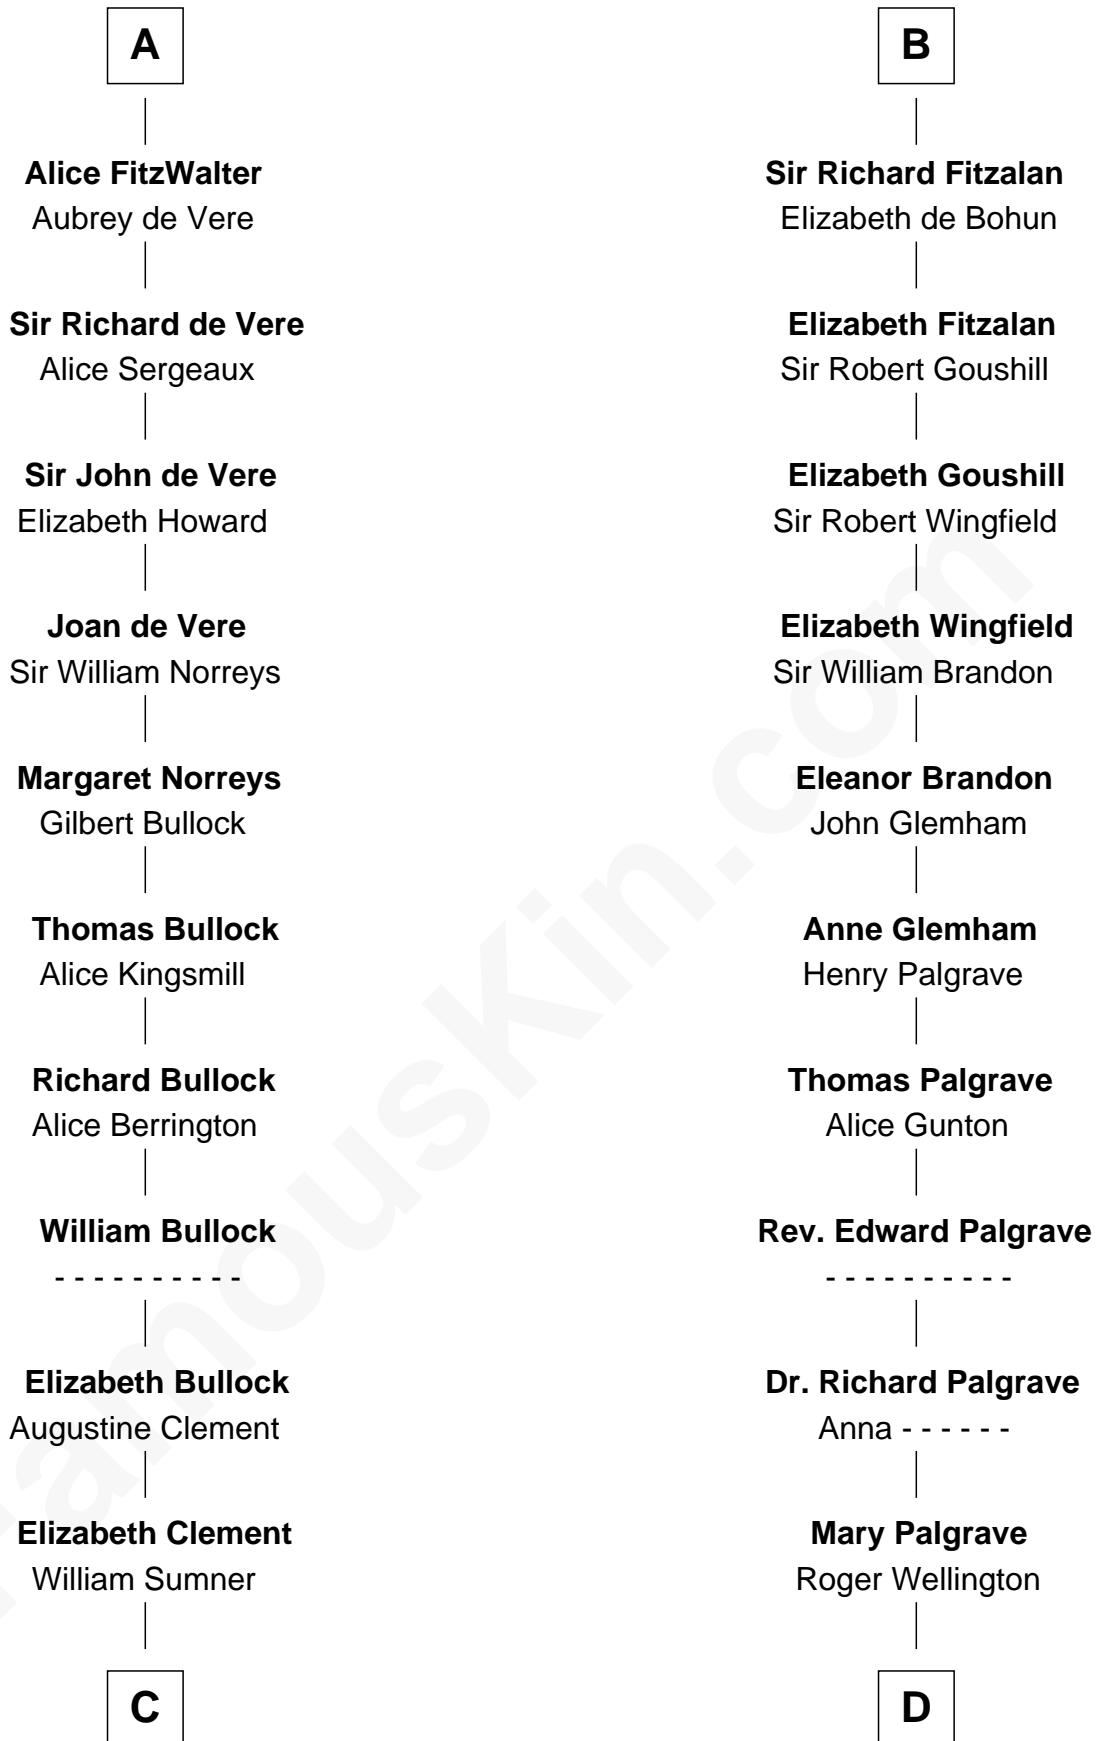 A
Alice FitzWalter
Aubrey de Vere
Sir Richard de Vere
Alice Sergeaux
Sir John de Vere
Elizabeth Howard
Joan de Vere
Sir William Norreys
Margaret Norreys
Gilbert Bullock
Thomas Bullock
Alice Kingsmill
Richard Bullock
Alice Berrington
William Bullock
- - - - - - - - - -
Elizabeth Bullock
Augustine Clement
Elizabeth Clement
William Sumner
C
B
Sir Richard Fitzalan
Elizabeth de Bohun
Elizabeth Fitzalan
Sir Robert Goushill
Elizabeth Goushill
Sir Robert Wingfield
Elizabeth Wingfield
Sir William Brandon
Eleanor Brandon
John Glemham
Anne Glemham
Henry Palgrave
Thomas Palgrave
Alice Gunton
Rev. Edward Palgrave
- - - - - - - - - -
Dr. Richard Palgrave
Anna - - - - - -
Mary Palgrave
Roger Wellington
D
FamousKin.com